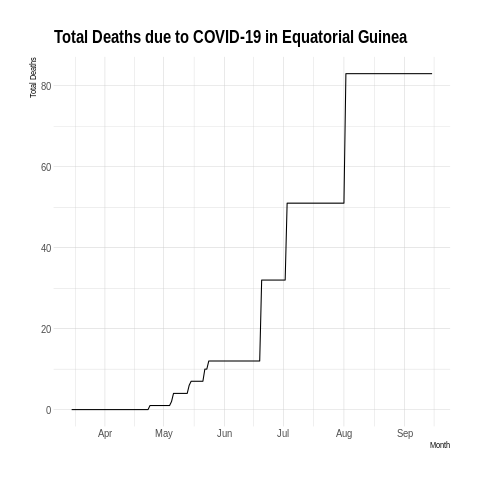 Total Deaths due to COVID-19 in Equatorial Guinea
Total Deaths
80
60
40
20
0
Apr May Jun Jul Aug Sep
Month